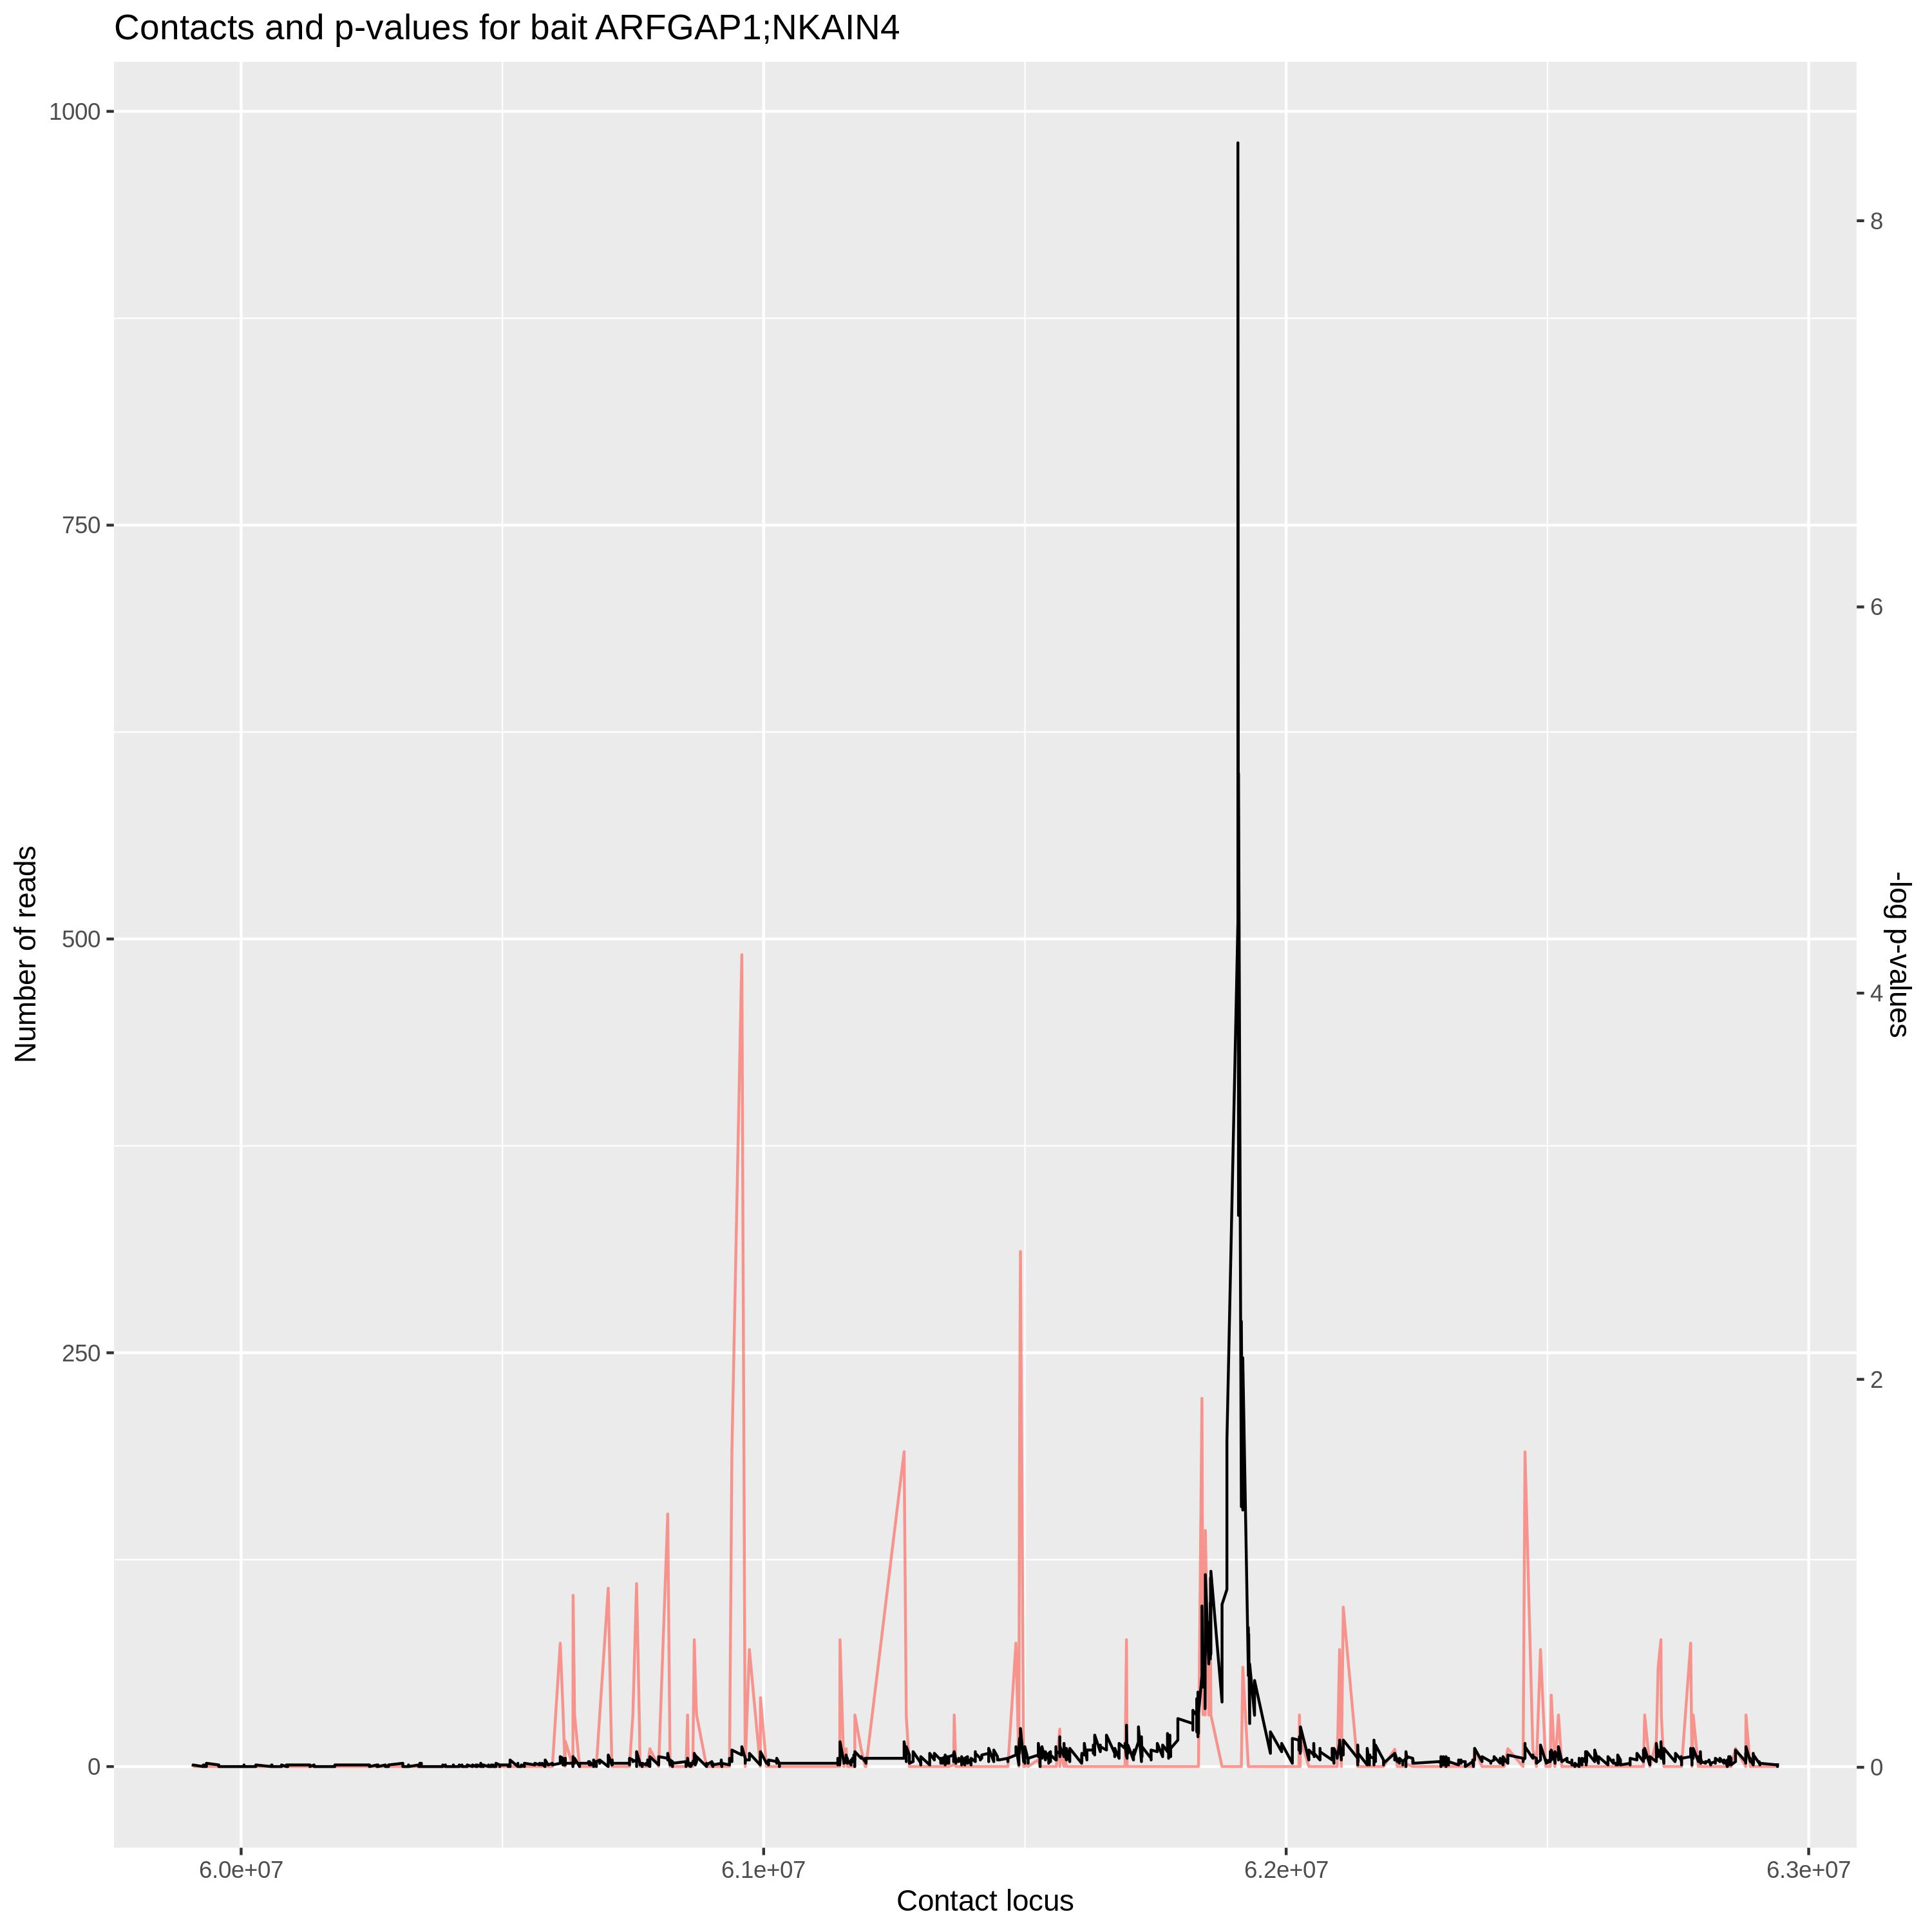 Contacts and p-values for bait ARFGAP1;NKAIN4
1000
750
500
250
0
Number of reads
8
6
4
2
0
-log p-values
6.0e+07
6.1e+07
6.2e+07
6.3e+07
Contact locus